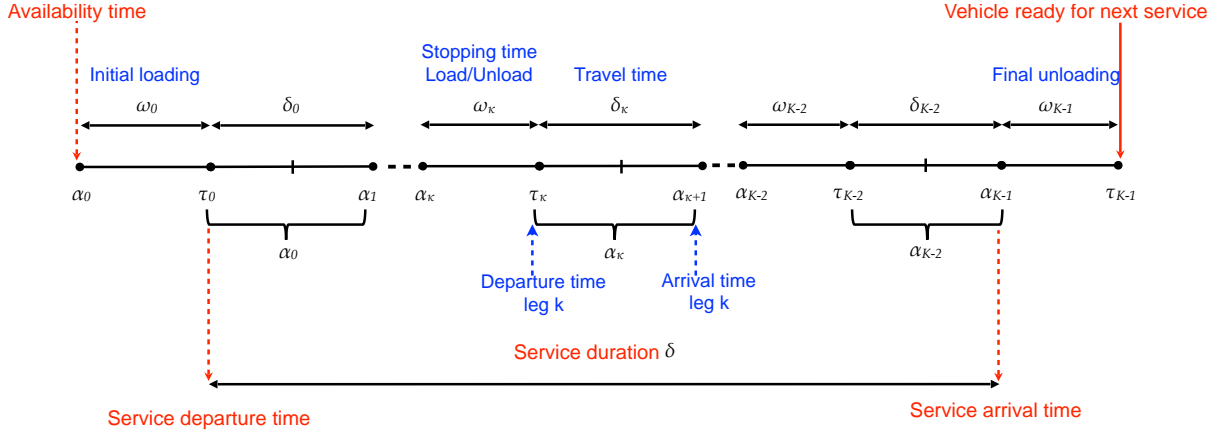 Availability time
Vehicle ready for next service
Stopping time
Initial loading
Load/Unload
Travel time
Final unloading
ω0
δ0
ωκ
δκ
ωK-2
δK-2
ωK-1
α0
τ0
α1
ακ
τκ
ακ+1
αK-2
τK-2
αK-1
τK-1
α0
ακ
αK-2
Departure time
leg k
Arrival time
leg k
Service duration δ
Service departure time
Service arrival time